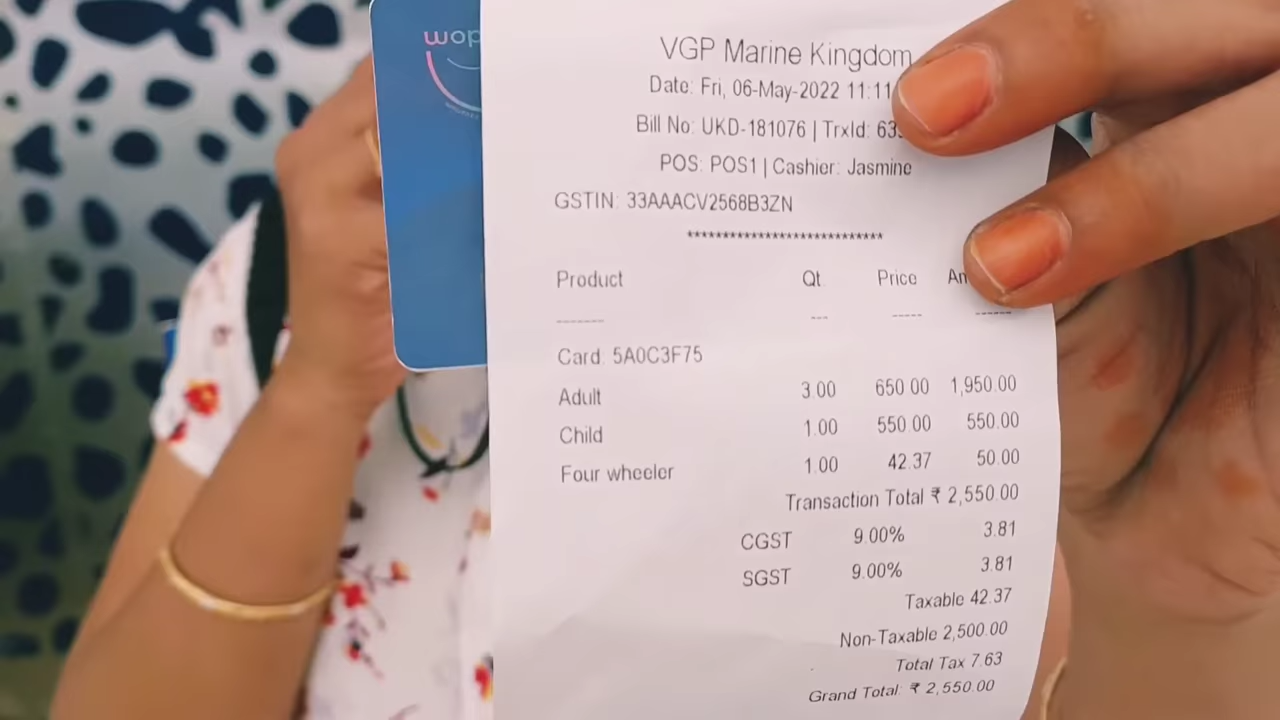 VGP Marine Kingdom
Date: Fri, 06-May-2022 11:11
Bill No: UKD-181076 | TrxId: 63
POS: POS1 | Cashier: Jasmine
GSTIN: 33AAACV2568B3ZN
***************************
Product Qt. Price
------- --- ----- ------
Card: 5A0C3F75
Adult 3.00 650.00 1,950.00
Child 1.00 550.00 550.00
Four wheeler 1.00 42.37 50.00
Transaction Total ₹ 2,550.00
CGST 9.00% 3.81
SGST 9.00% 3.81
Taxable 42.37
Non-Taxable 2,500.00
Total Tax 7.63
Grand Total: ₹ 2,550.00